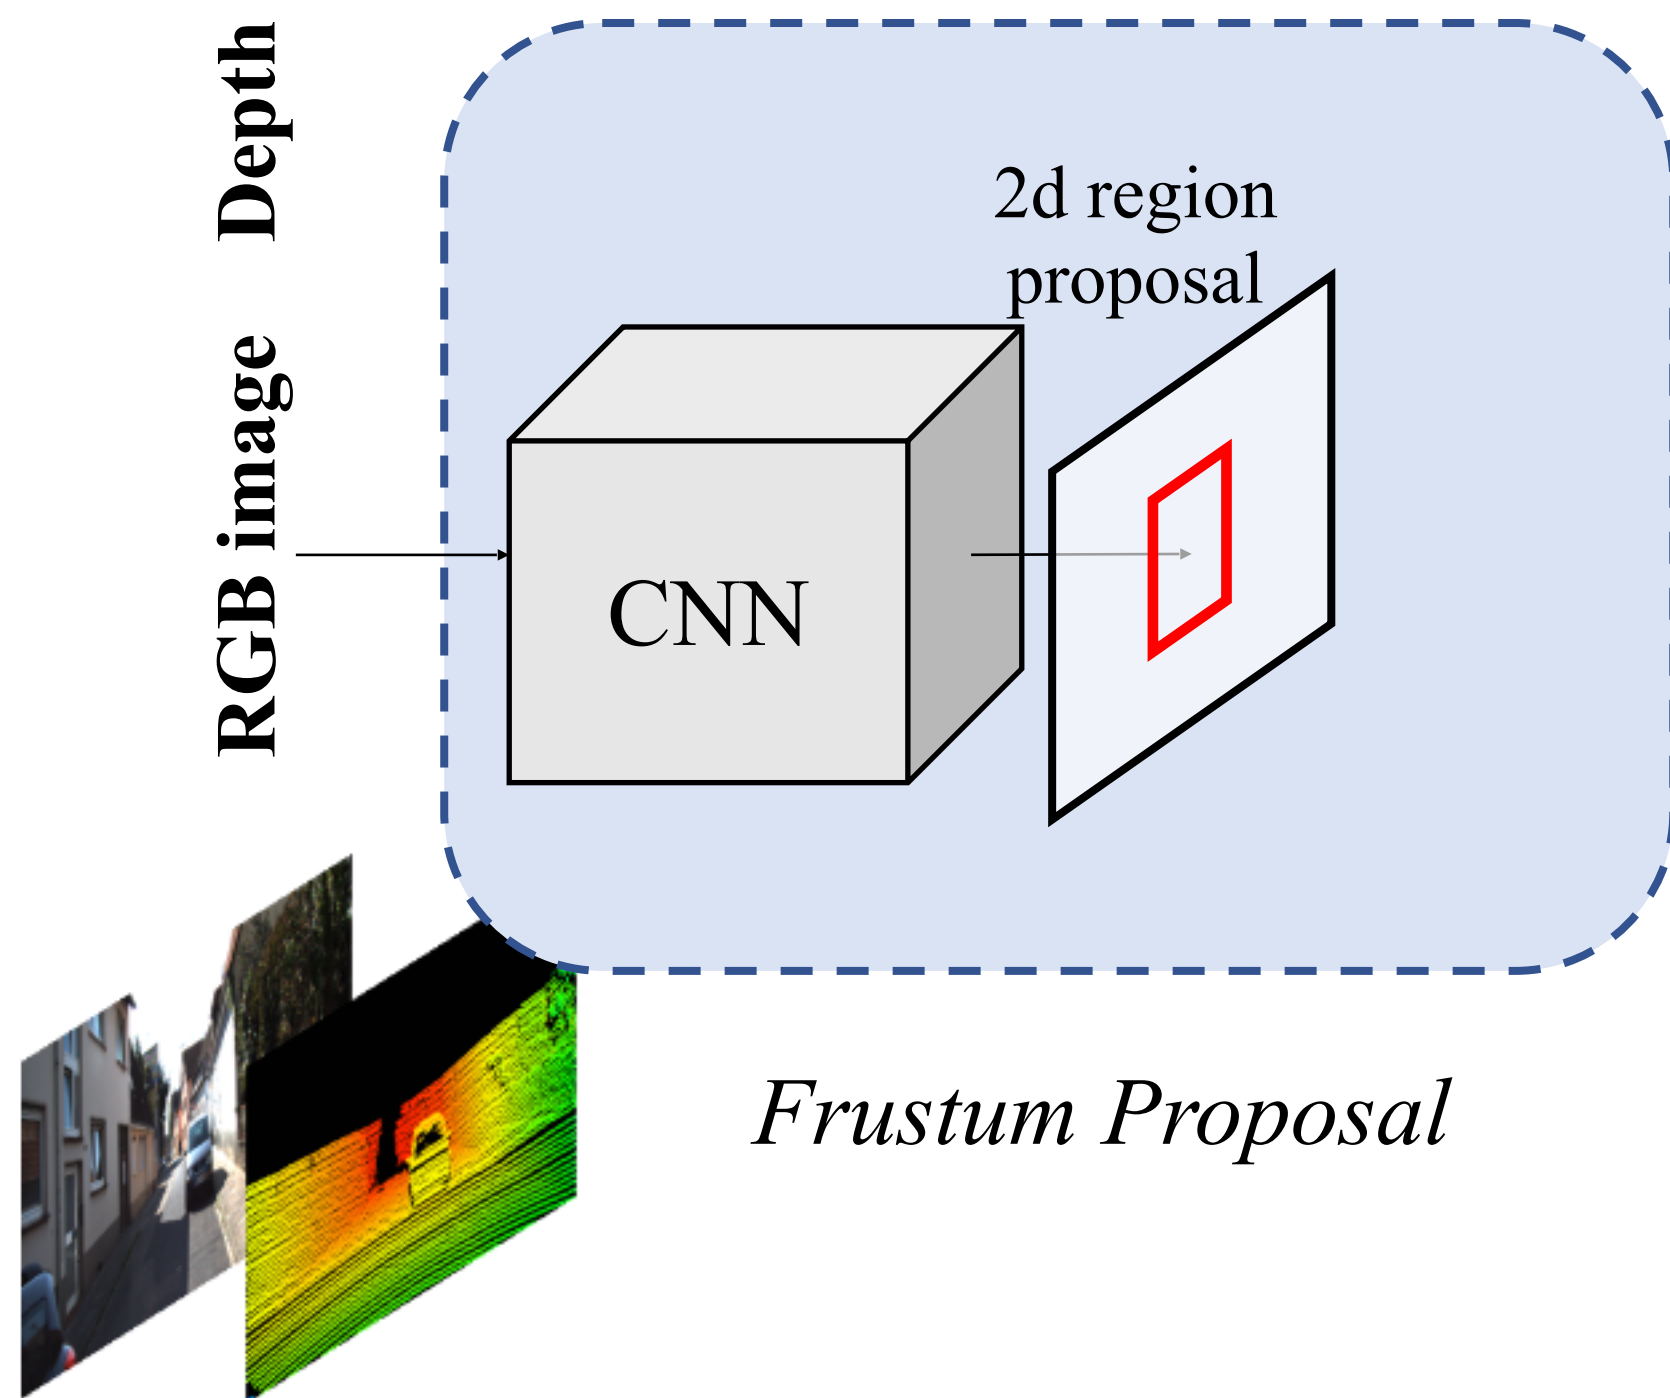 Depth
RGB image
2d region
proposal
CNN
Frustum Proposal